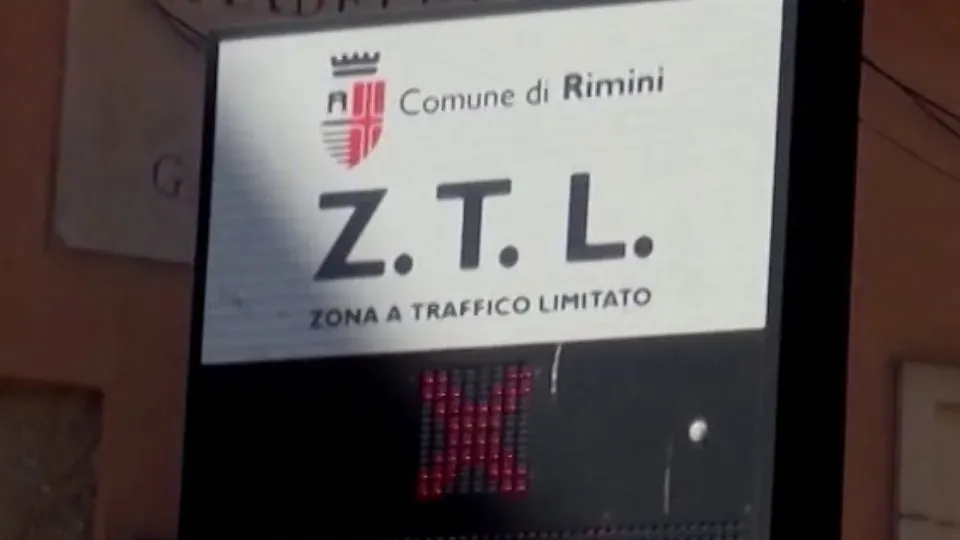 Comune di Rimini
Z. T. L.
ZONA A TRAFFICO LIMITATO